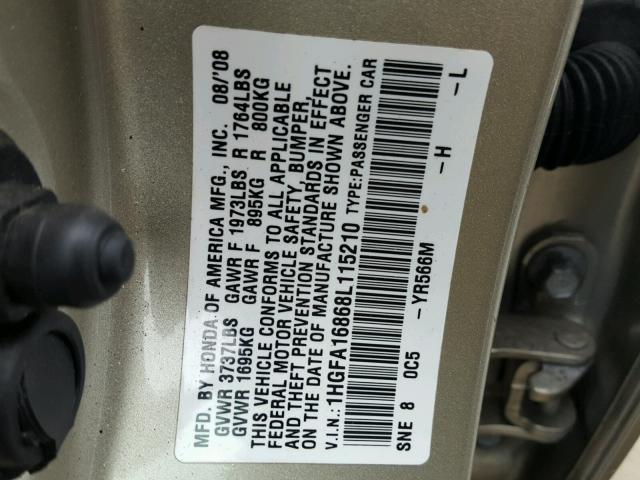 MFD. BY HONDA OF AMERICA MFG., INC. 08/'08
GVWR 3737LBS GAWR F 1973LBS R 1764LBS
GVWR 1695KG GAWR F 895KG R 800KG
THIS VEHICLE CONFORMS TO ALL APPLICABLE
FEDERAL MOTOR VEHICLE SAFETY, BUMPER,
AND THEFT PREVENTION STANDARDS IN EFFECT
ON THE DATE OF MANUFACTURE SHOWN ABOVE.
V.I.N.:1HGFA16868L115210 TYPE:PASSENGER CAR
SNE 8 0C5 -YR566M -H -L